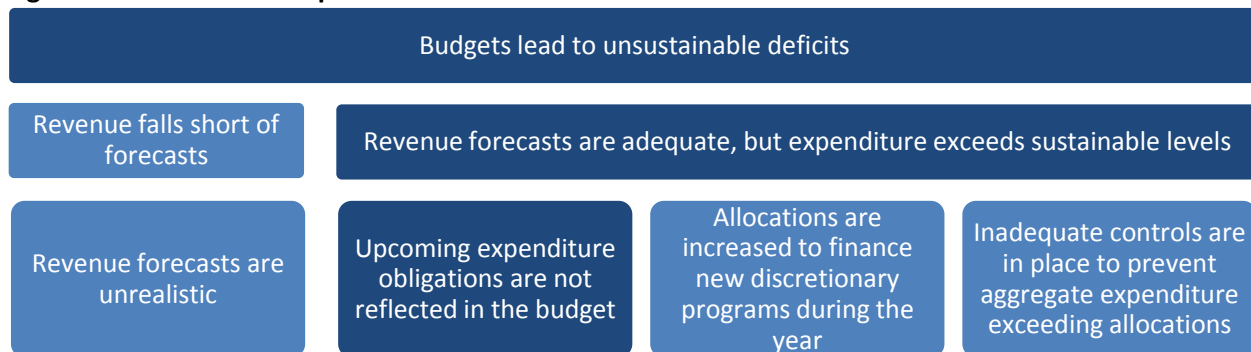 Budgets lead to unsustainable deficits
Revenue falls short of
forecasts
Revenue forecasts are adequate, but expenditure exceeds sustainable levels
Revenue forecasts are
unrealistic
Upcoming expenditure
obligations are not
reflected in the budget
Allocations are
increased to finance
new discretionary
programs during the
year
Inadequate controls are
in place to prevent
aggregate expenditure
exceeding allocations